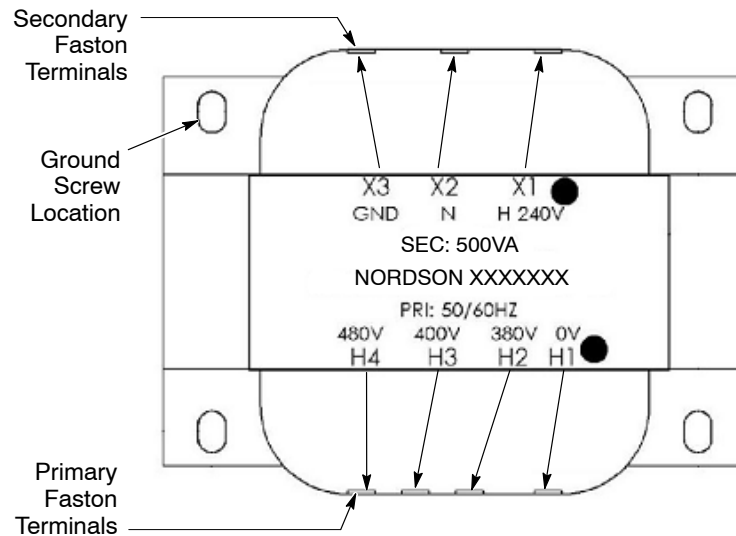 Secondary
Faston
Terminals
Ground
Screw
Location
X3 X2 X1
GND N H 240V
SEC: 500VA
NORDSON XXXXXXX
PRI: 50/60HZ
480V 400V 380V 0V
H4 H3 H2 H1
Primary
Faston
Terminals